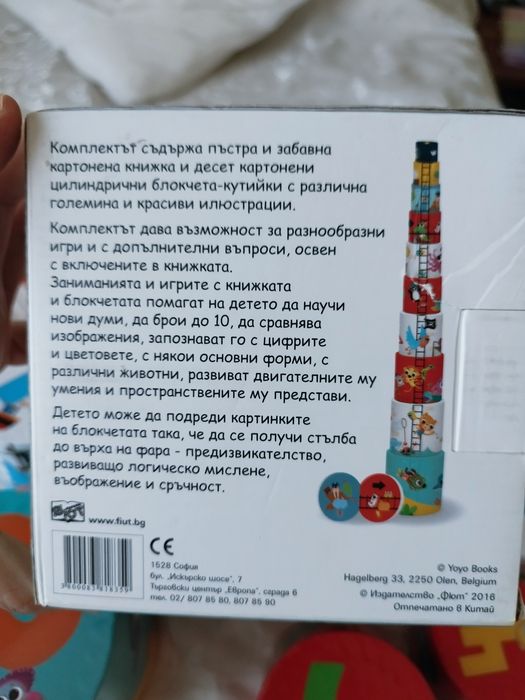 Комплектът съдържа пъстра и забавна
картонена книжка и десет картонени
цилиндрични блокчета-кутийки с различна
големина и красиви илюстрации.
Комплектът дава възможност за разнообразни
игри и с допълнителни въпроси, освен
с включените в книжката.
Заниманията и игрите с книжката
и блокчетата помагат на детето да научи
нови думи, да брои до 10, да сравнява
изображения, запознават го с цифрите
и цветовете, с някои основни форми, с
различни животни, развиват двигателните му
умения и пространствените му представи.
Детето може да подреди картинките
на блокчетата така, че да се получи стълба
до върха на фара - предизвикателство,
развиващо логическо мислене,
въображение и сръчност.
www.fiut.bg
CE
1528 София
бул. „Искърско шосе", 7
Търговски център „Европа", сграда 6
тел. 02/ 807 85 80, 807 85 90
3800083818359
© Yoyo Books
Hagelberg 33, 2250 Olen, Belgium
© Издателство „Фют" 2016
Отпечатано в Китай